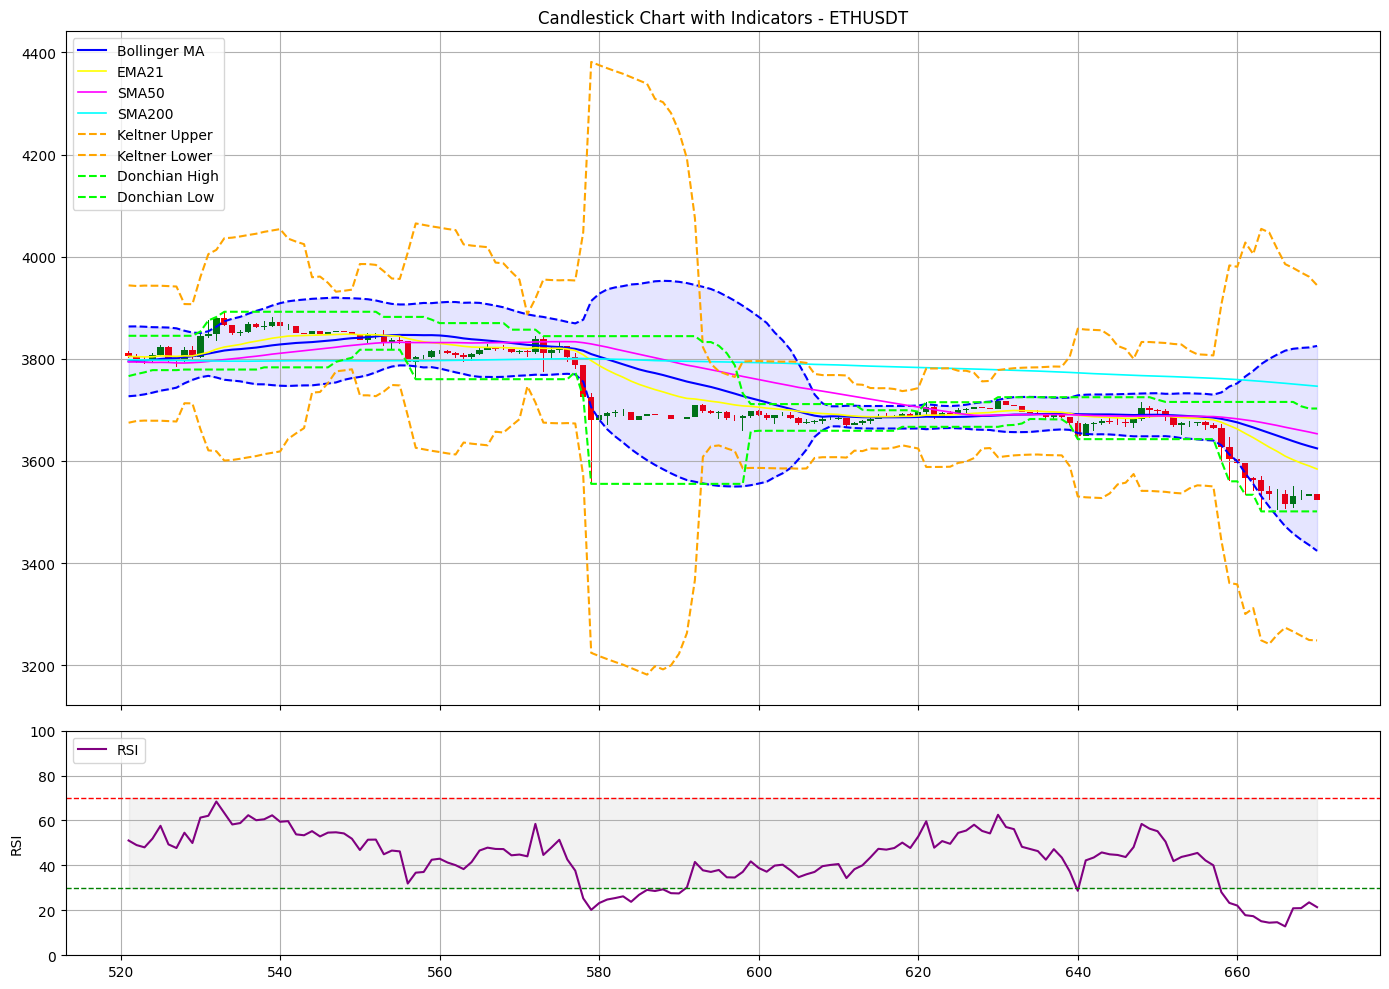 Candlestick Chart with Indicators - ETHUSDT
4400
4200
4000
3800
3600
3400
3200
Bollinger MA
EMA21
SMA50
SMA200
Keltner Upper
Keltner Lower
Donchian High
Donchian Low
100
80
60
40
20
0
RSI
RSI
520
540
560
580
600
620
640
660